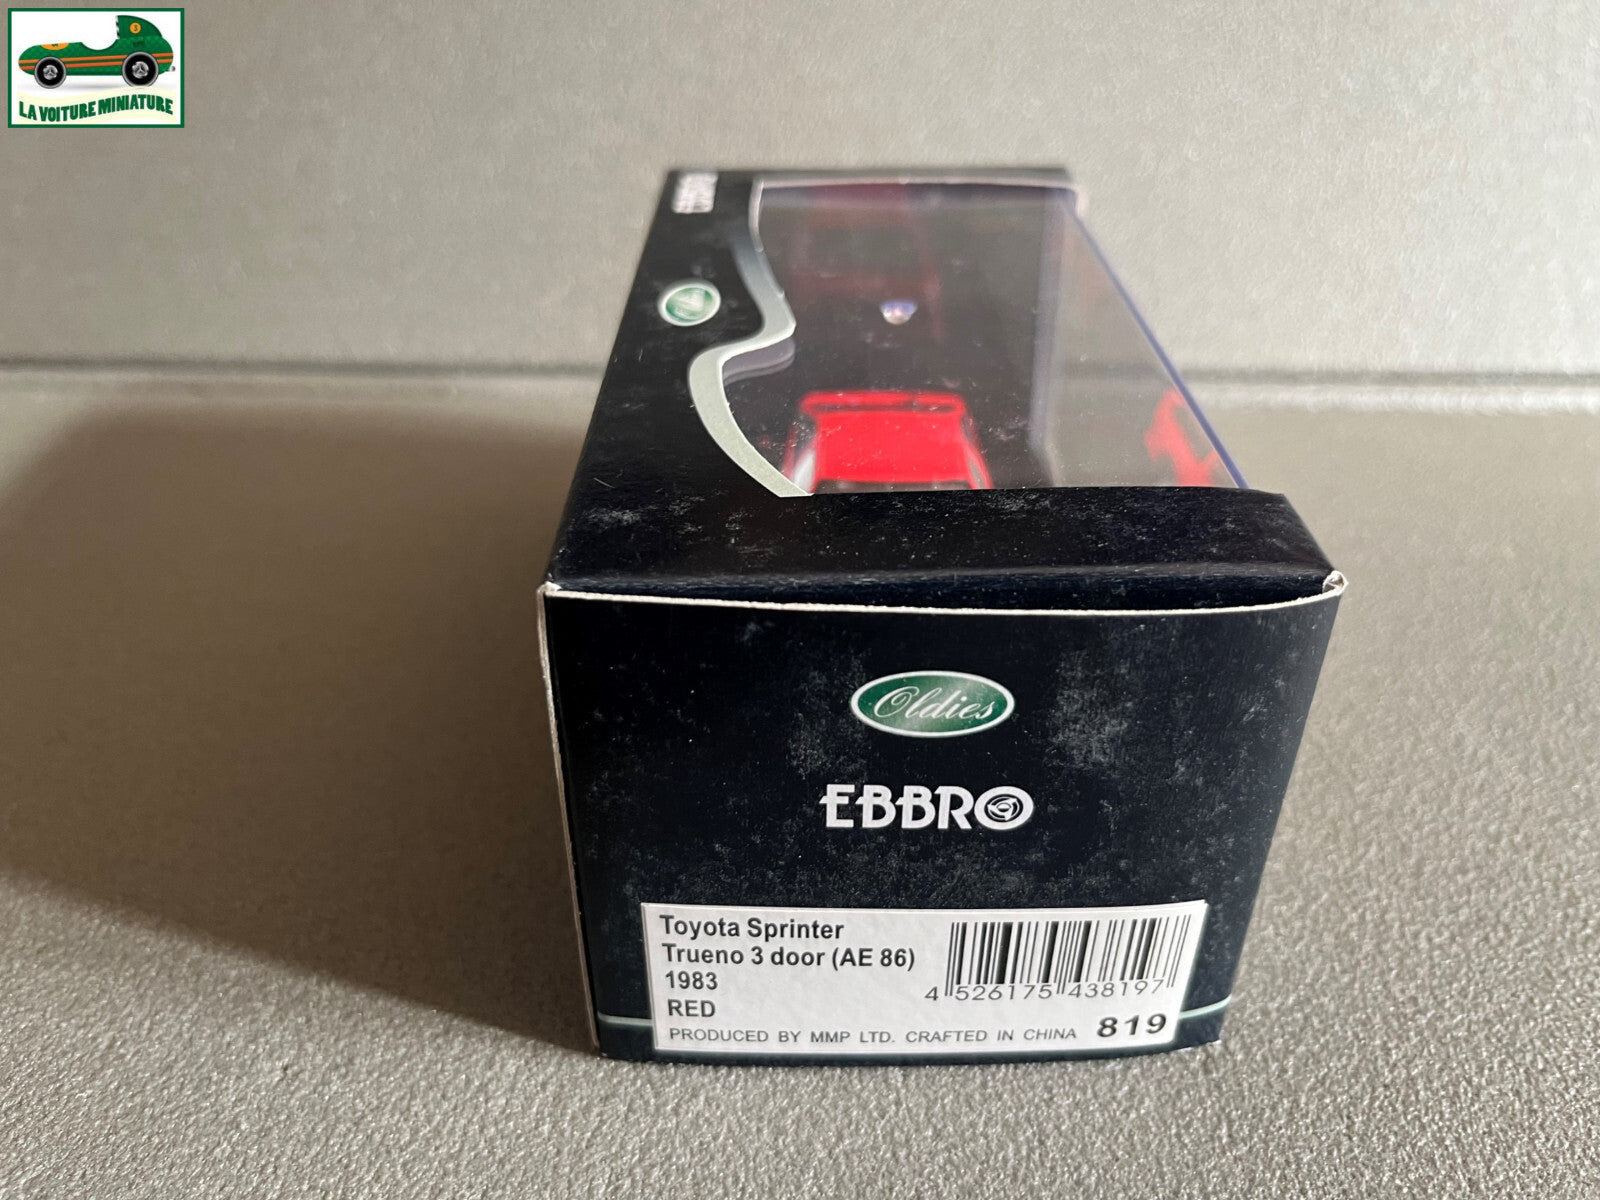 LA VOITURE MINIATURE
EBBRO
Oldies
EBBRO
Toyota Sprinter
Trueno 3 door (AE 86)
1983
RED
4 526175 438197
PRODUCED BY MMP LTD. CRAFTED IN CHINA 819